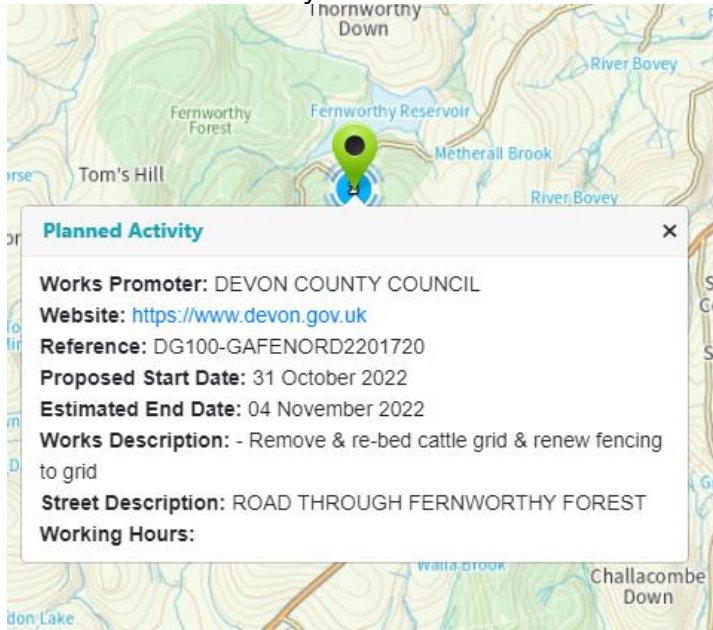 Thornworthy
Down
River Bovey
Fernworthy
Forest
Fernworthy Reservoir
Metherall Brook
Tom's Hill
River Bovey
Planned Activity ×
Works Promoter: DEVON COUNTY COUNCIL
Website: https://www.devon.gov.uk
Reference: DG100-GAFENORD2201720
Proposed Start Date: 31 October 2022
Estimated End Date: 04 November 2022
Works Description: - Remove & re-bed cattle grid & renew fencing
to grid
Street Description: ROAD THROUGH FERNWORTHY FOREST
Working Hours:
Walla Brook
Challacombe
Down
don Lake